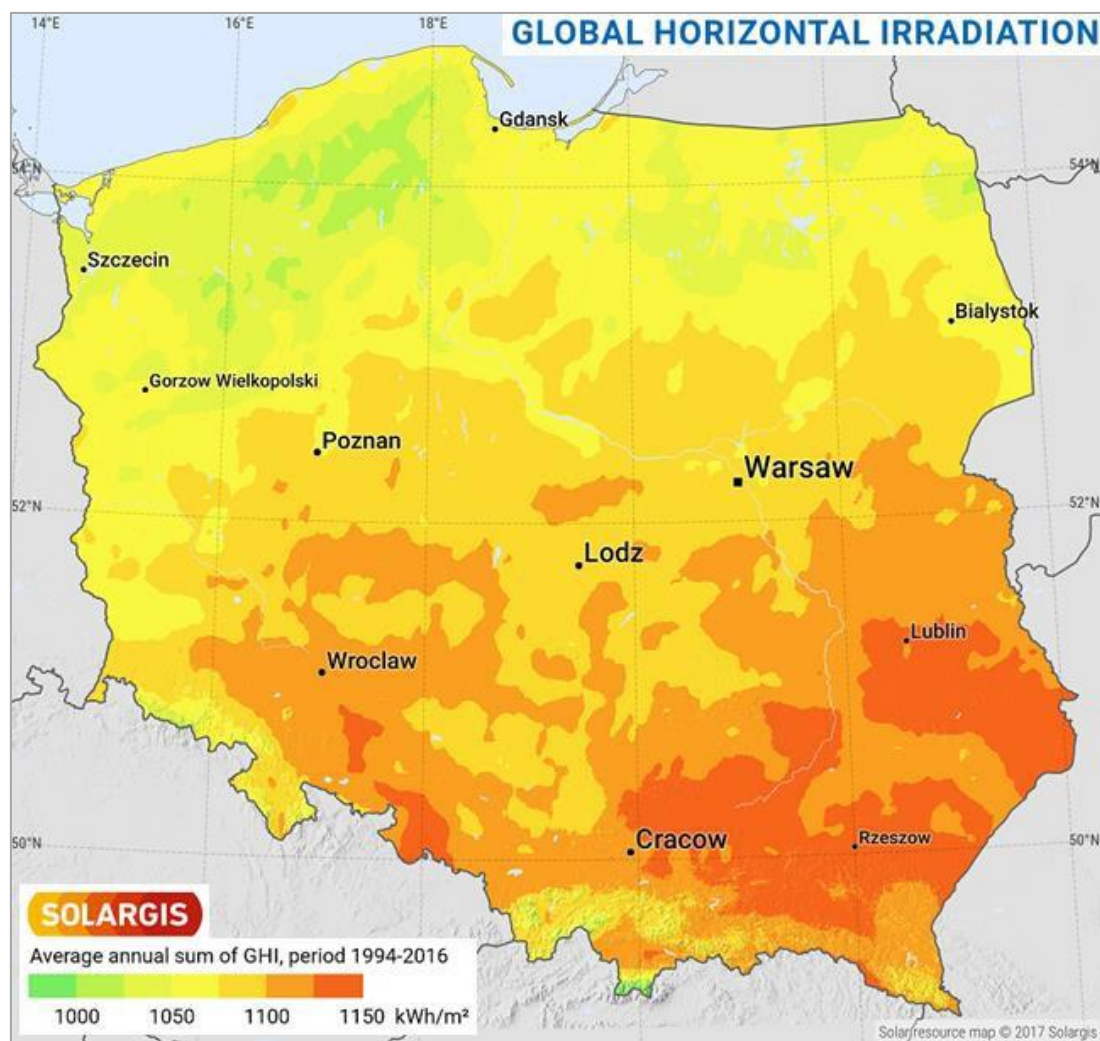 14°E 16°E 18°E
GLOBAL HORIZONTAL IRRADIATION
Gdansk
54°N 54°N
Szczecin
Bialystok
Gorzow Wielkopolski
Poznan
Warsaw
52°N 52°N
Lodz
Lublin
Wroclaw
50°N 50°N
Cracow
Rzeszow
SOLARGIS
Average annual sum of GHI, period 1994-2016
1000 1050 1100 1150 kWh/m²
Solar resource map © 2017 Solargis